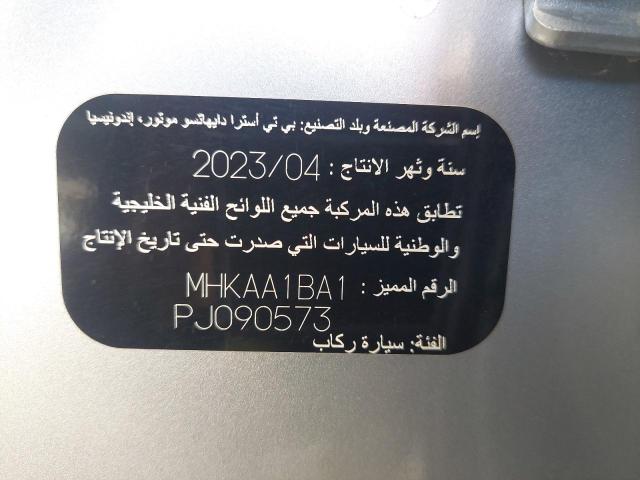 إسم الشركة المصنعة وبلد التصنيع: بي تي أسترا دايهاتسو موتور، إندونيسيا
سنة وشهر الانتاج : 2023/04
تطابق هذه المركبة جميع اللوائح الفنية الخليجية
والوطنية للسيارات التي صدرت حتى تاريخ الإنتاج
الرقم المميز : MHKAA1BA1
PJ090573
الفئة: سيارة ركاب